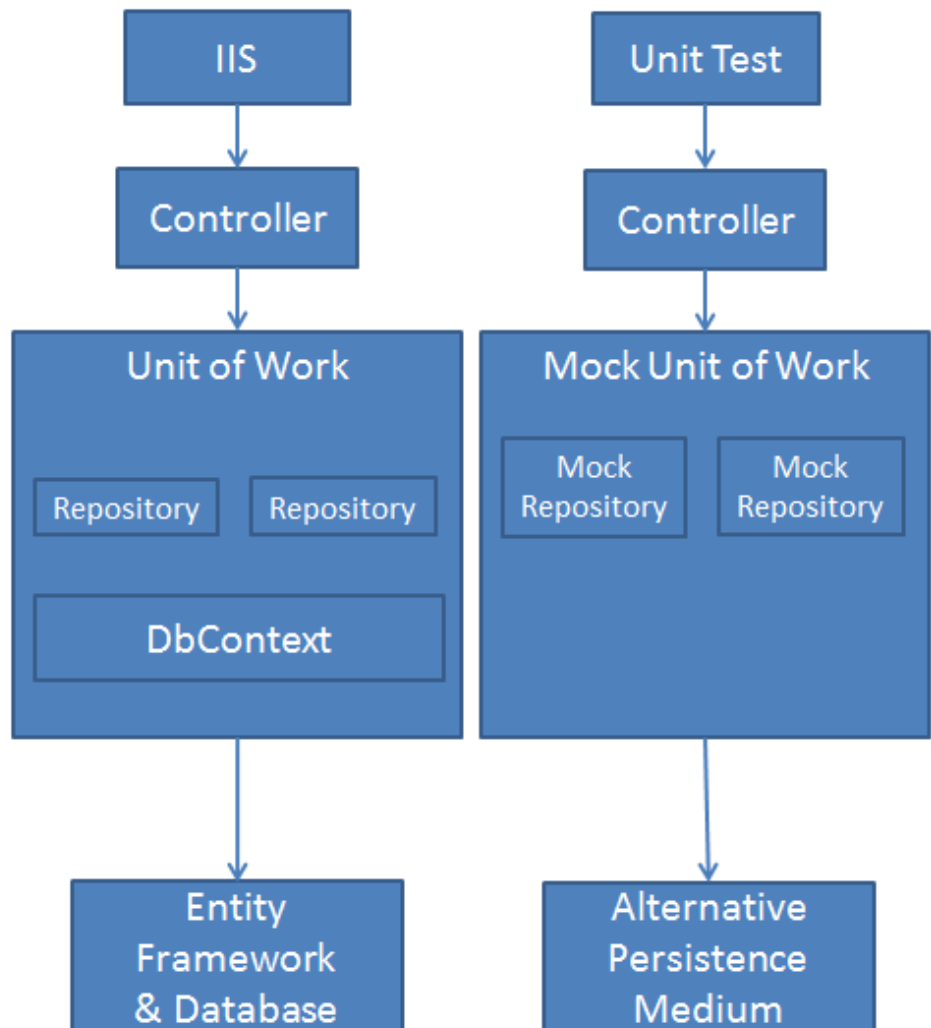 IIS
Controller
Unit of Work
Repository
Repository
DbContext
Entity
Framework
& Database
Unit Test
Controller
Mock Unit of Work
Mock
Repository
Mock
Repository
Alternative
Persistence
Medium